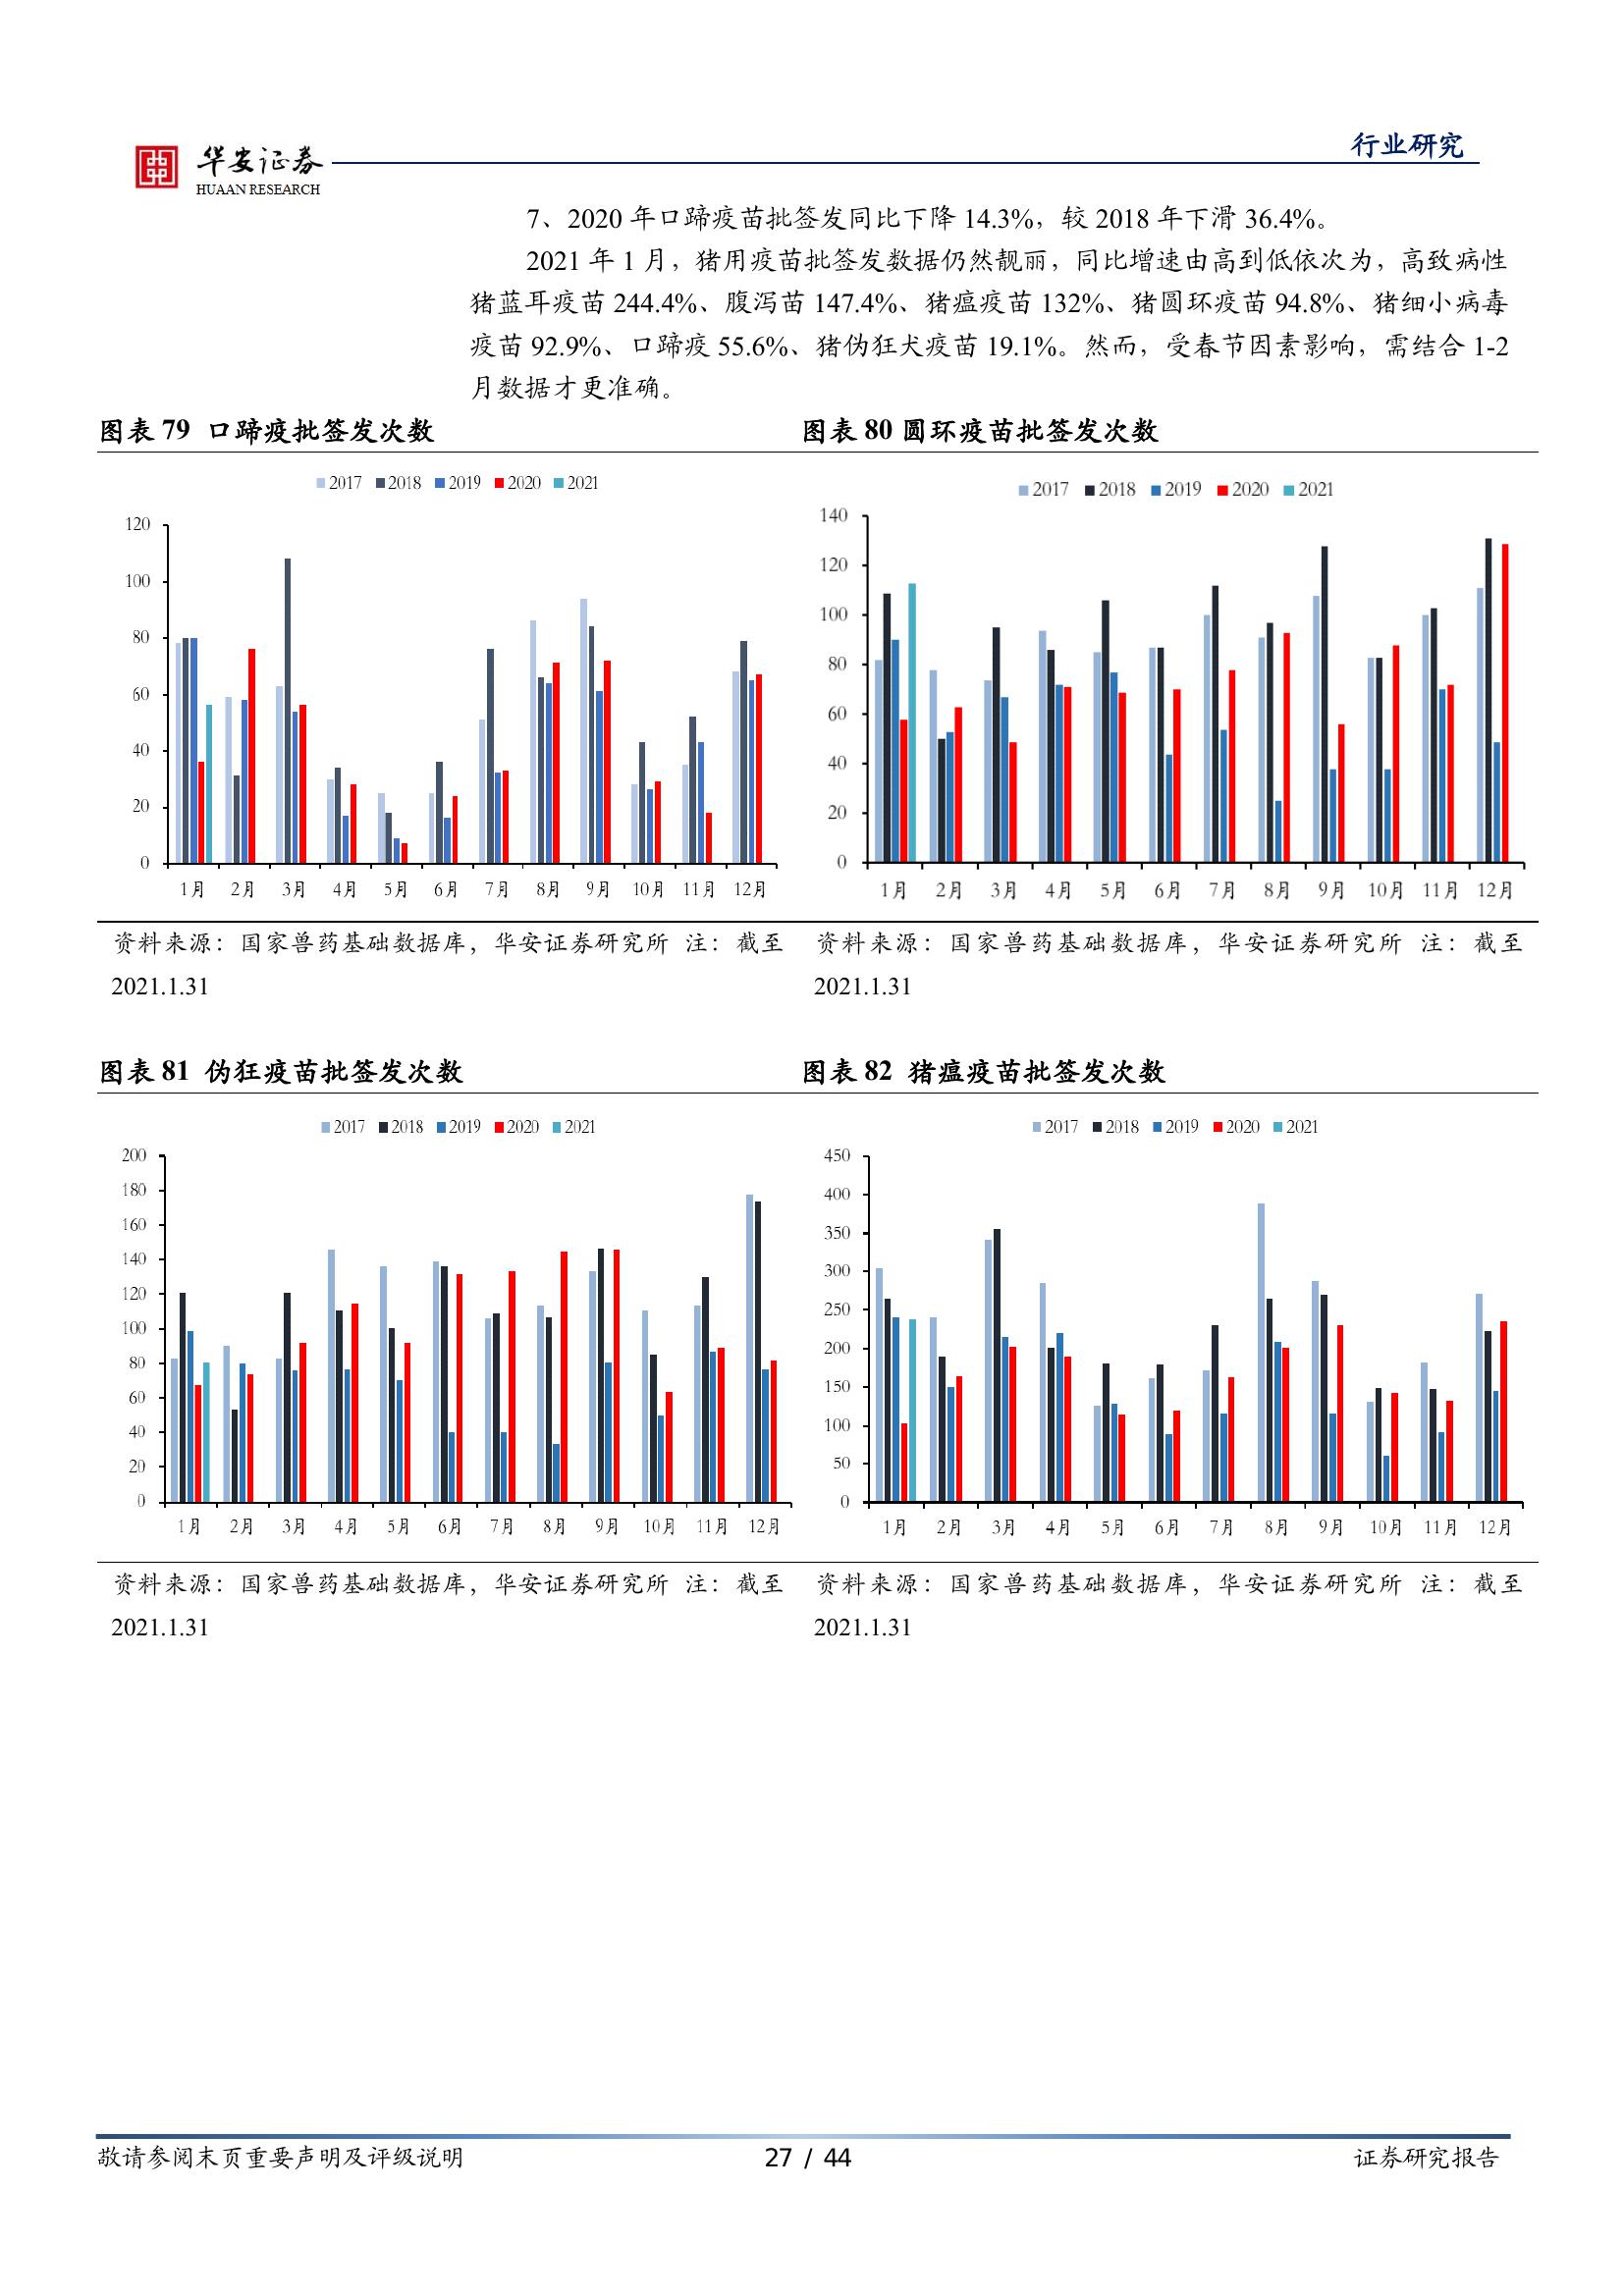 华安证券
HUAAN RESEARCH
行业研究
7、2020 年口蹄疫苗批签发同比下降 14.3%，较 2018 年下滑 36.4%。
2021 年 1 月，猪用疫苗批签发数据仍然靓丽，同比增速由高到低依次为，高致病性
猪蓝耳疫苗 244.4%、腹泻苗 147.4%、猪瘟疫苗 132%、猪圆环疫苗 94.8%、猪细小病毒
疫苗 92.9%、口蹄疫 55.6%、猪伪狂犬疫苗 19.1%。然而，受春节因素影响，需结合 1-2
月数据才更准确。
图表 79 口蹄疫批签发次数
2017 2018 2019 2020 2021
120
100
80
60
40
20
0
1月 2月 3月 4月 5月 6月 7月 8月 9月 10月 11月 12月
资料来源：国家兽药基础数据库，华安证券研究所 注：截至
2021.1.31
图表 80 圆环疫苗批签发次数
2017 2018 2019 2020 2021
140
120
100
80
60
40
20
0
1月 2月 3月 4月 5月 6月 7月 8月 9月 10月 11月 12月
资料来源：国家兽药基础数据库，华安证券研究所 注：截至
2021.1.31
图表 81 伪狂疫苗批签发次数
2017 2018 2019 2020 2021
200
180
160
140
120
100
80
60
40
20
0
1月 2月 3月 4月 5月 6月 7月 8月 9月 10月 11月 12月
资料来源：国家兽药基础数据库，华安证券研究所 注：截至
2021.1.31
图表 82 猪瘟疫苗批签发次数
2017 2018 2019 2020 2021
450
400
350
300
250
200
150
100
50
0
1月 2月 3月 4月 5月 6月 7月 8月 9月 10月 11月 12月
资料来源：国家兽药基础数据库，华安证券研究所 注：截至
2021.1.31
敬请参阅末页重要声明及评级说明
27 / 44
证券研究报告